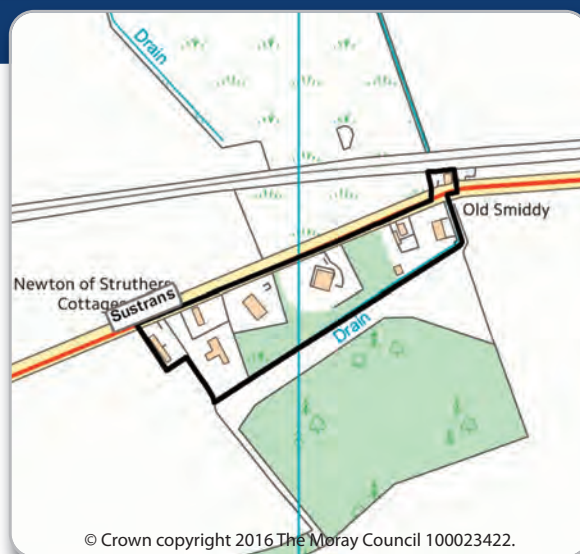 Drain
Old Smiddy
Newton of Struthers
Cottages
Sustrans
Drain
© Crown copyright 2016 The Moray Council 100023422.